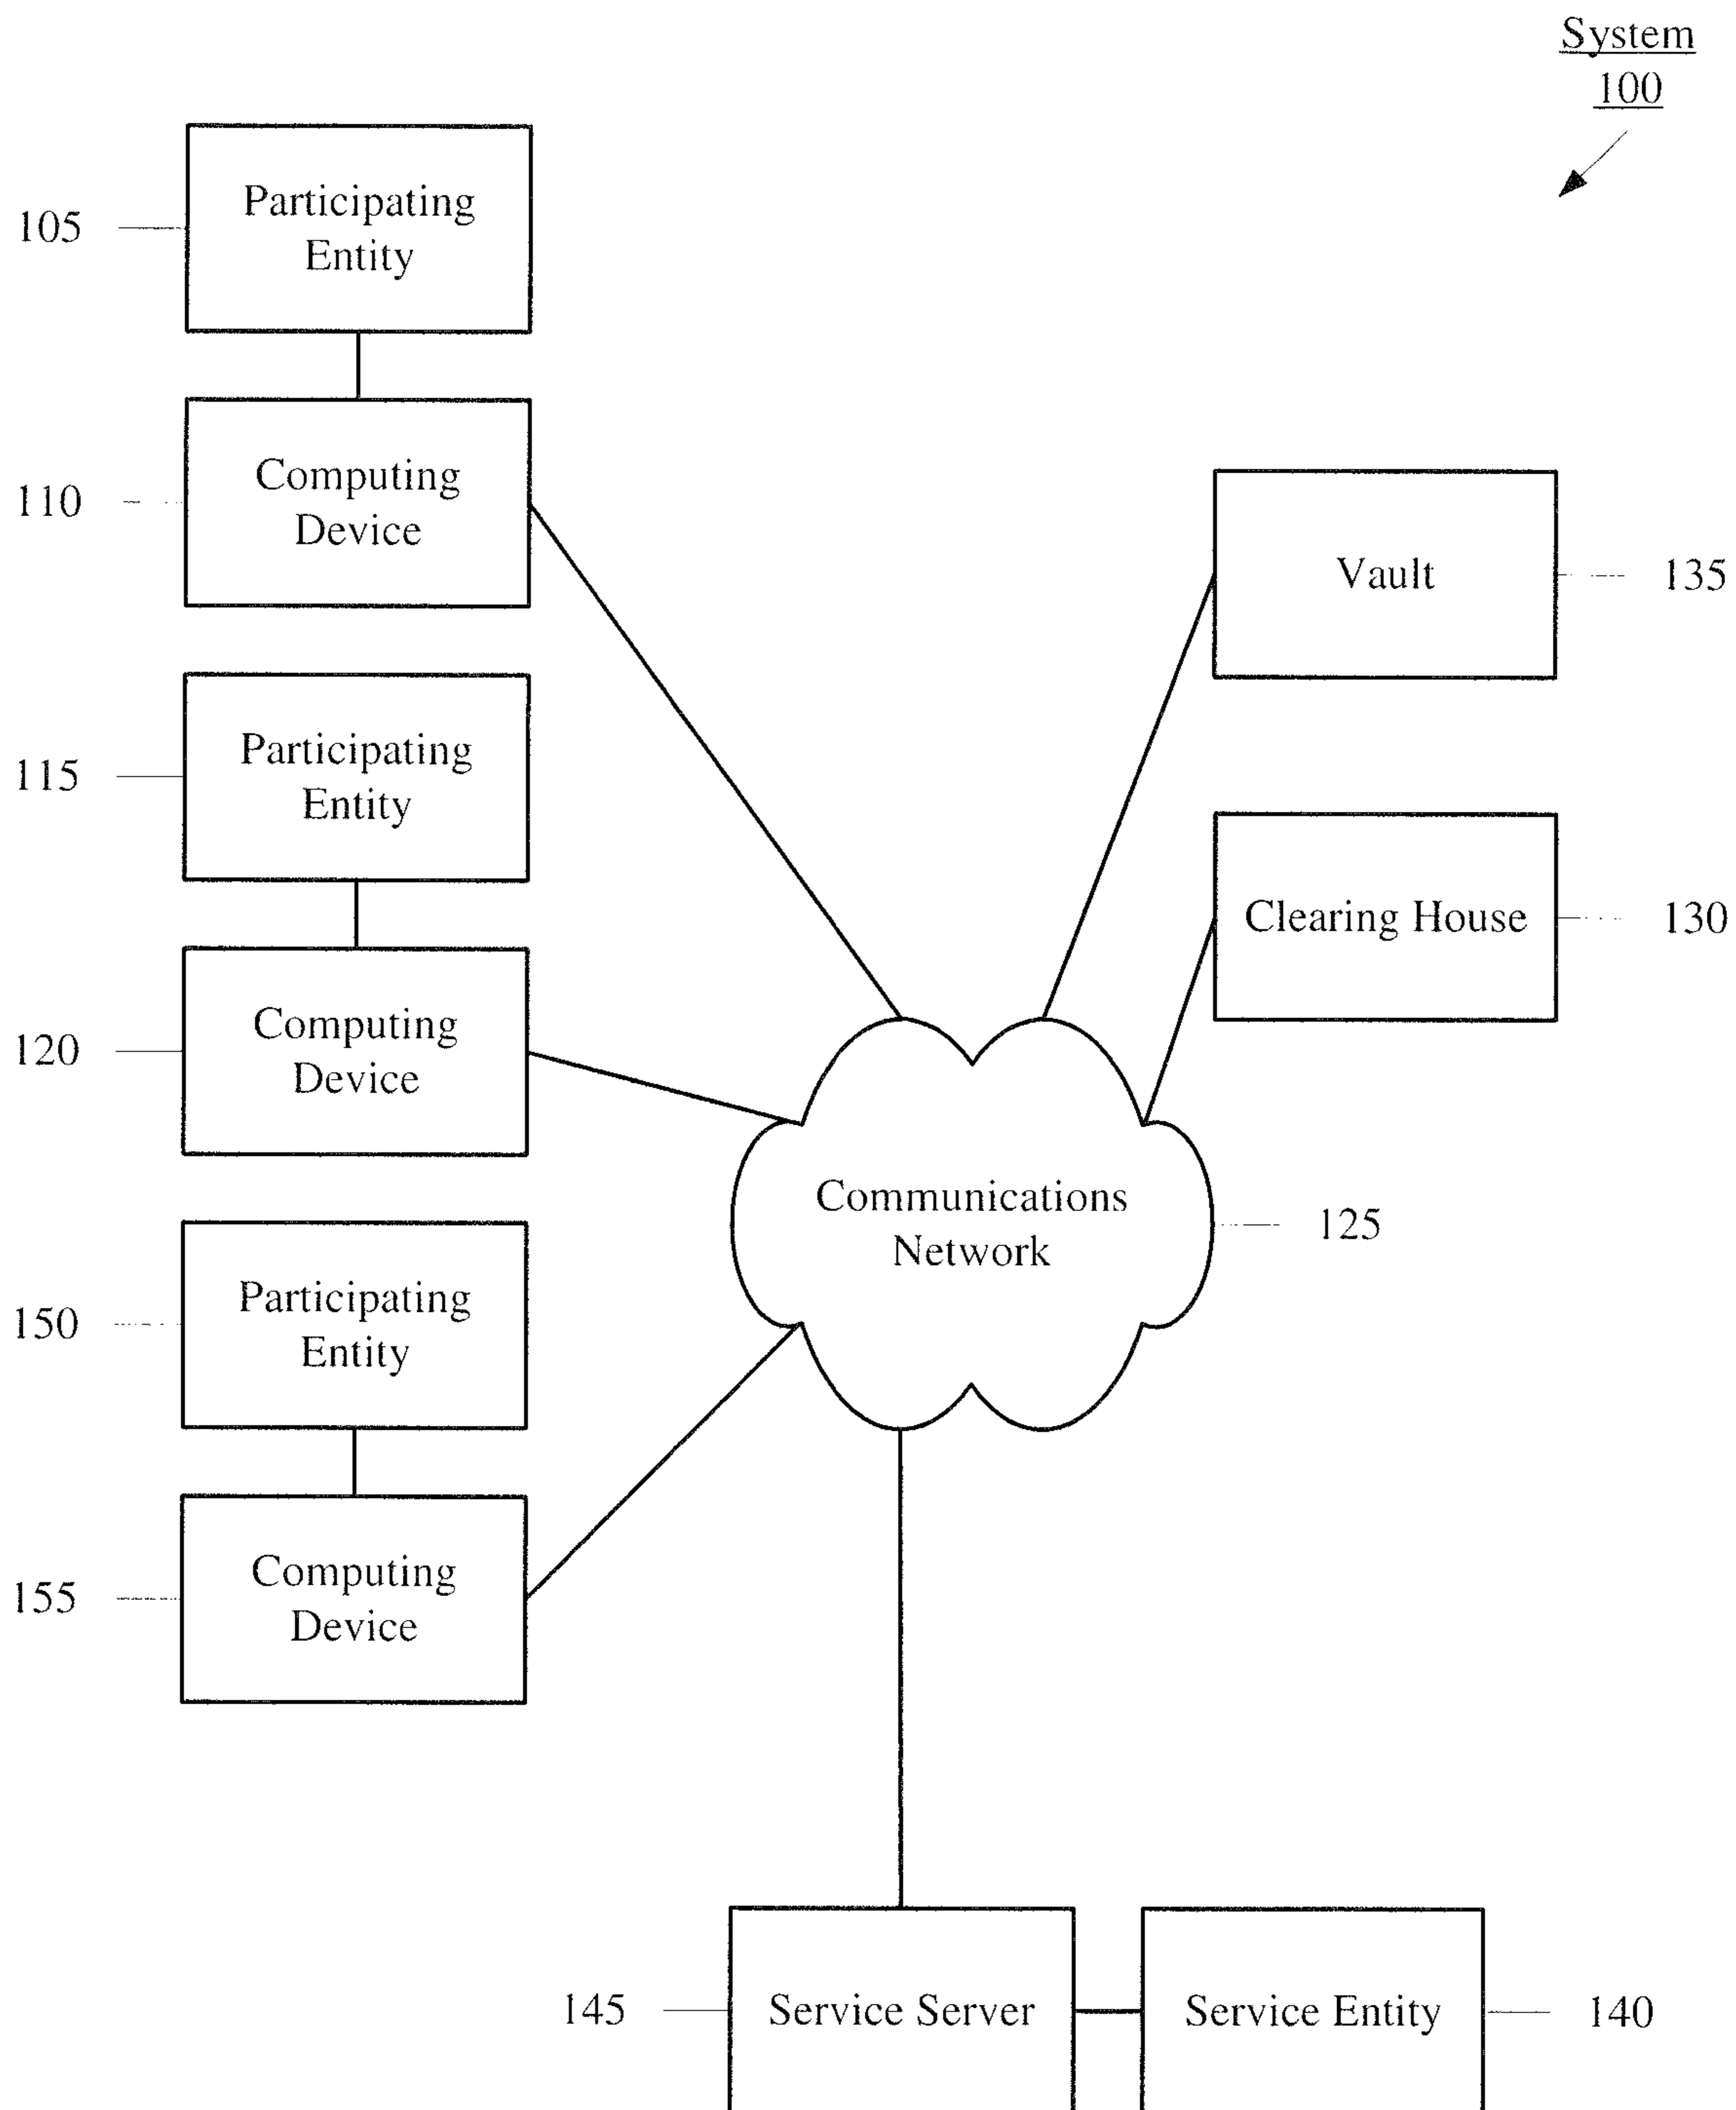 System
100
105
Participating
Entity
110
Computing
Device
Vault
135
115
Participating
Entity
Clearing House
130
120
Computing
Device
Communications
Network
125
150
Participating
Entity
155
Computing
Device
145
Service Server
Service Entity
140